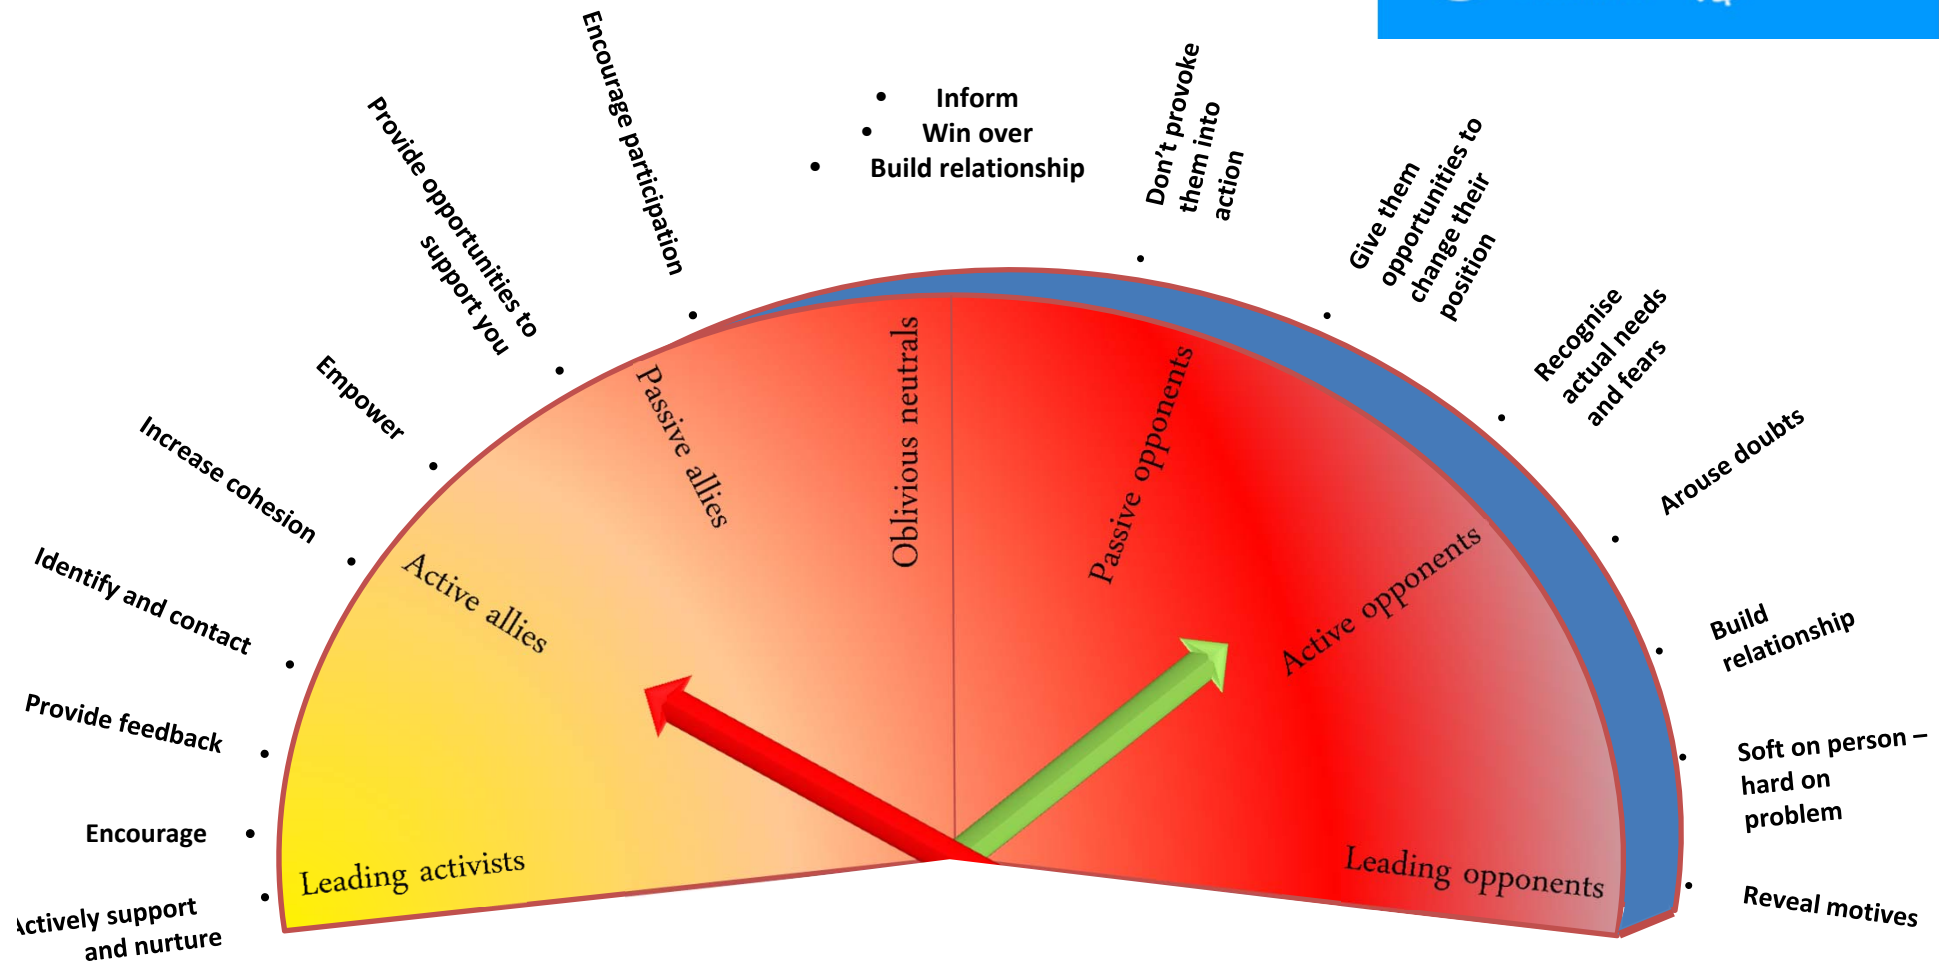 Actively support
and nurture
Encourage
Provide feedback
Identify and contact
Increase cohesion
Empower
Provide opportunities to
support you
Encourage participation
• Inform
• Win over
• Build relationship
Don’t provoke
them into
action
Give them
opportunities to
change their
position
Recognise
actual needs
and fears
Arouse doubts
Build
relationship
Soft on person –
hard on
problem
Reveal motives
Leading activists
Active allies
Passive allies
Oblivious neutrals
Passive opponents
Active opponents
Leading opponents